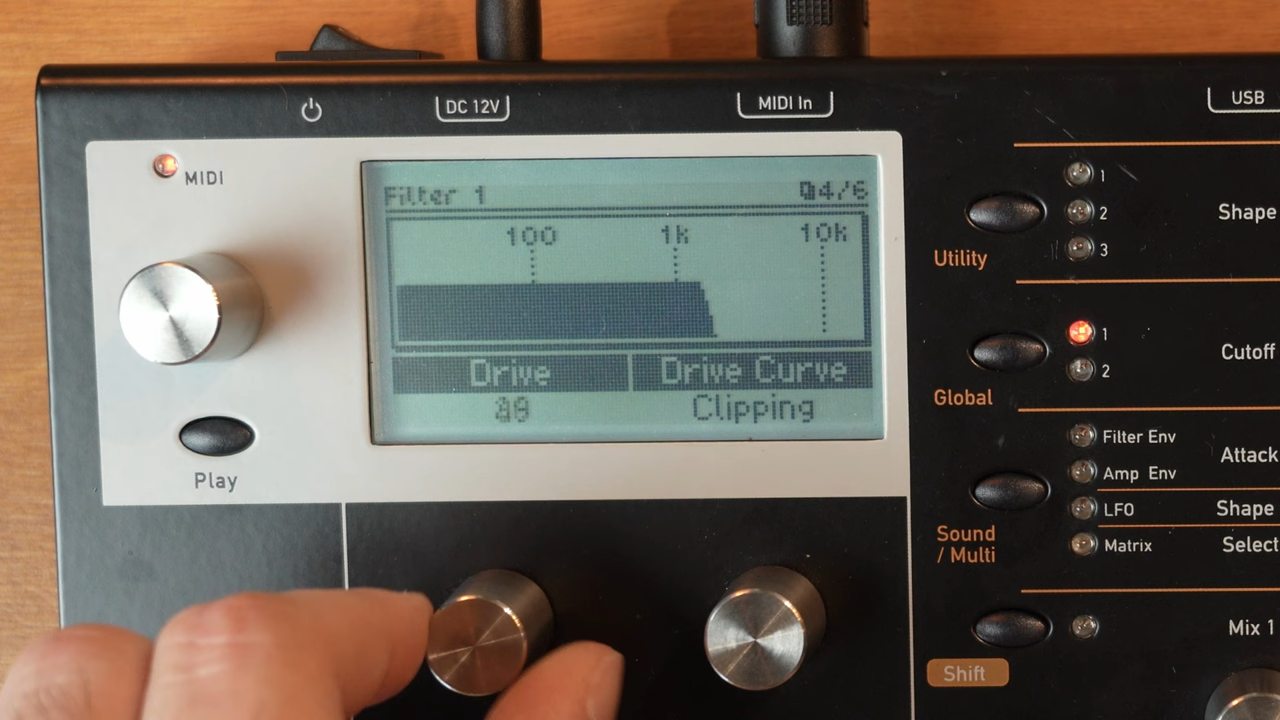 DC 12V
MIDI In
USB
MIDI
Filter 1
4/6
100 1k 10k
Drive Drive Curve
Clipping
Play
1
2
3
Shape
Utility
1
2
Cutoff
Global
Filter Env
Amp Env
Attack
LFO
Shape
Matrix
Select
Sound
/ Multi
Mix 1
Shift